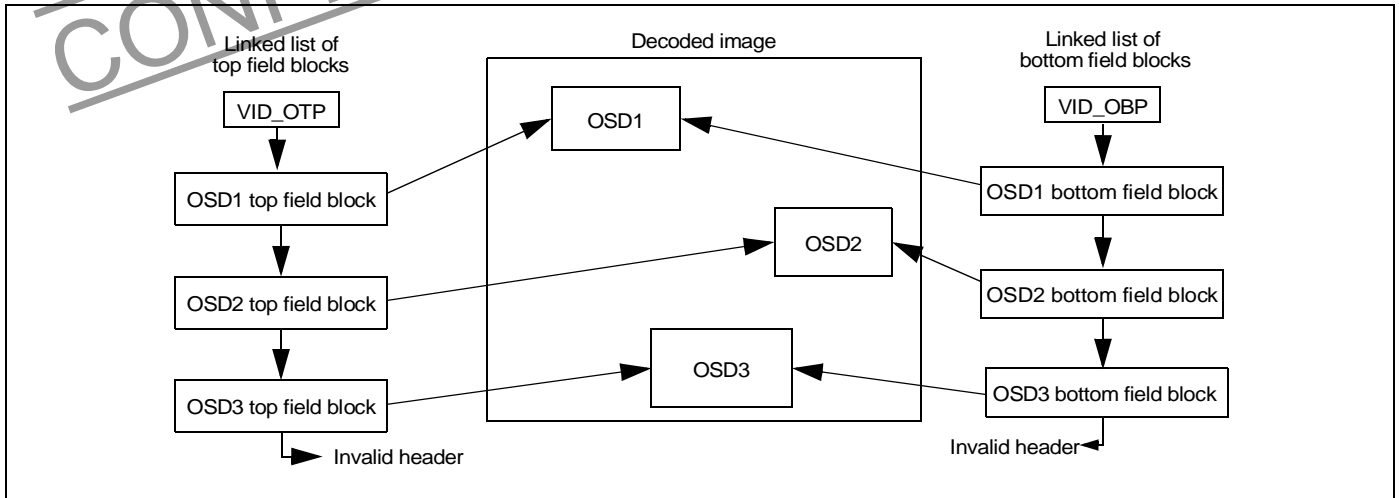 Linked list of
top field blocks
VID_OTP
OSD1 top field block
OSD2 top field block
OSD3 top field block
Invalid header
Decoded image
OSD1
OSD2
OSD3
Linked list of
bottom field blocks
VID_OBP
OSD1 bottom field block
OSD2 bottom field block
OSD3 bottom field block
Invalid header